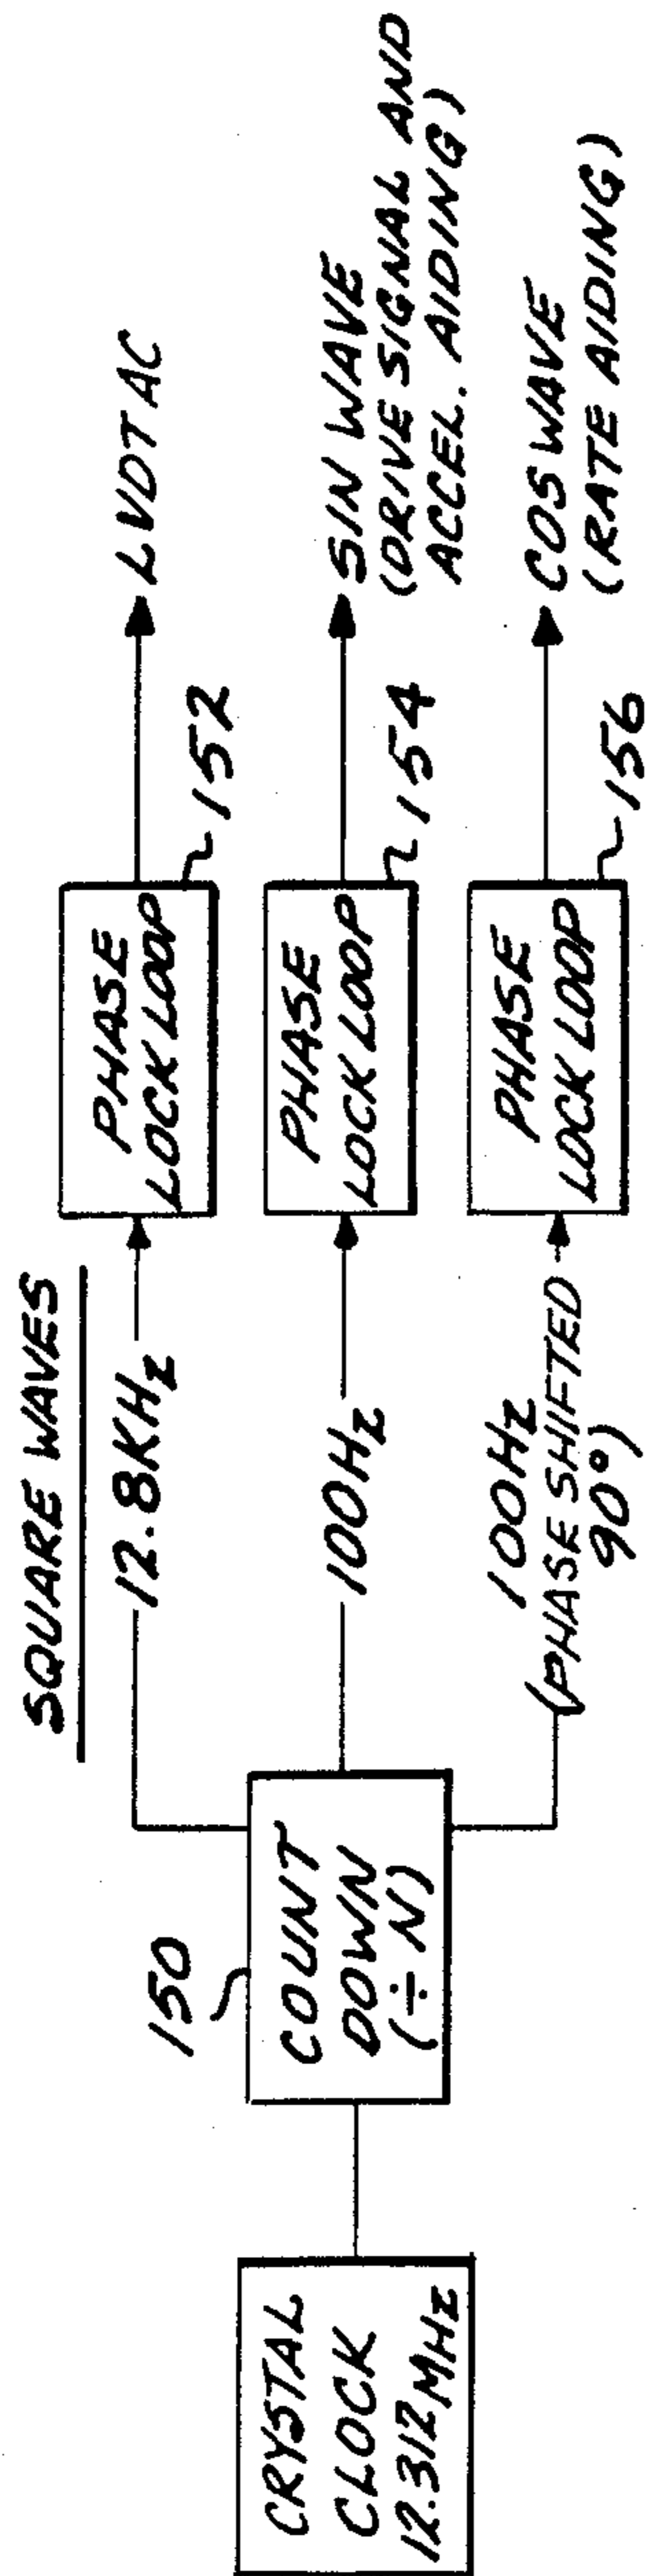 CRYSTAL
CLOCK
12.312 MHz
150
COUNT
DOWN
(÷ N)
SQUARE WAVES
12.8KHz
100Hz
100Hz
(PHASE SHIFTED
90°)
PHASE
LOCK LOOP
152
PHASE
LOCK LOOP
154
PHASE
LOCK LOOP
156
LVDT AC
SIN WAVE
(DRIVE SIGNAL AND
ACCEL. AIDING)
COS WAVE
(RATE AIDING)